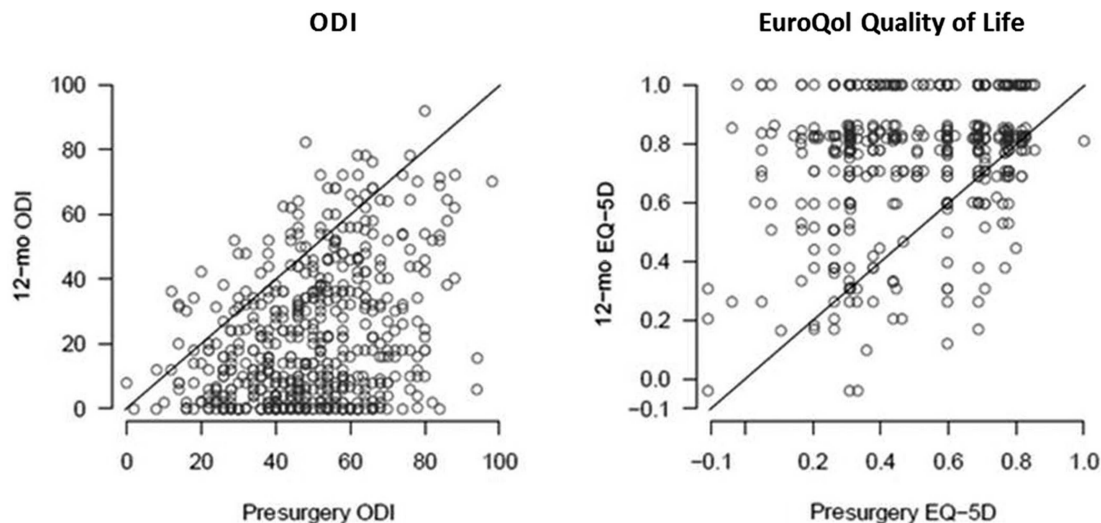 ODI
100
80
60
40
20
0
12-mo ODI
0 20 40 60 80 100
Presurgery ODI
EuroQol Quality of Life
1.0
0.8
0.6
0.4
0.2
0.0
−0.1
12-mo EQ−5D
−0.1 0.2 0.4 0.6 0.8 1.0
Presurgery EQ−5D